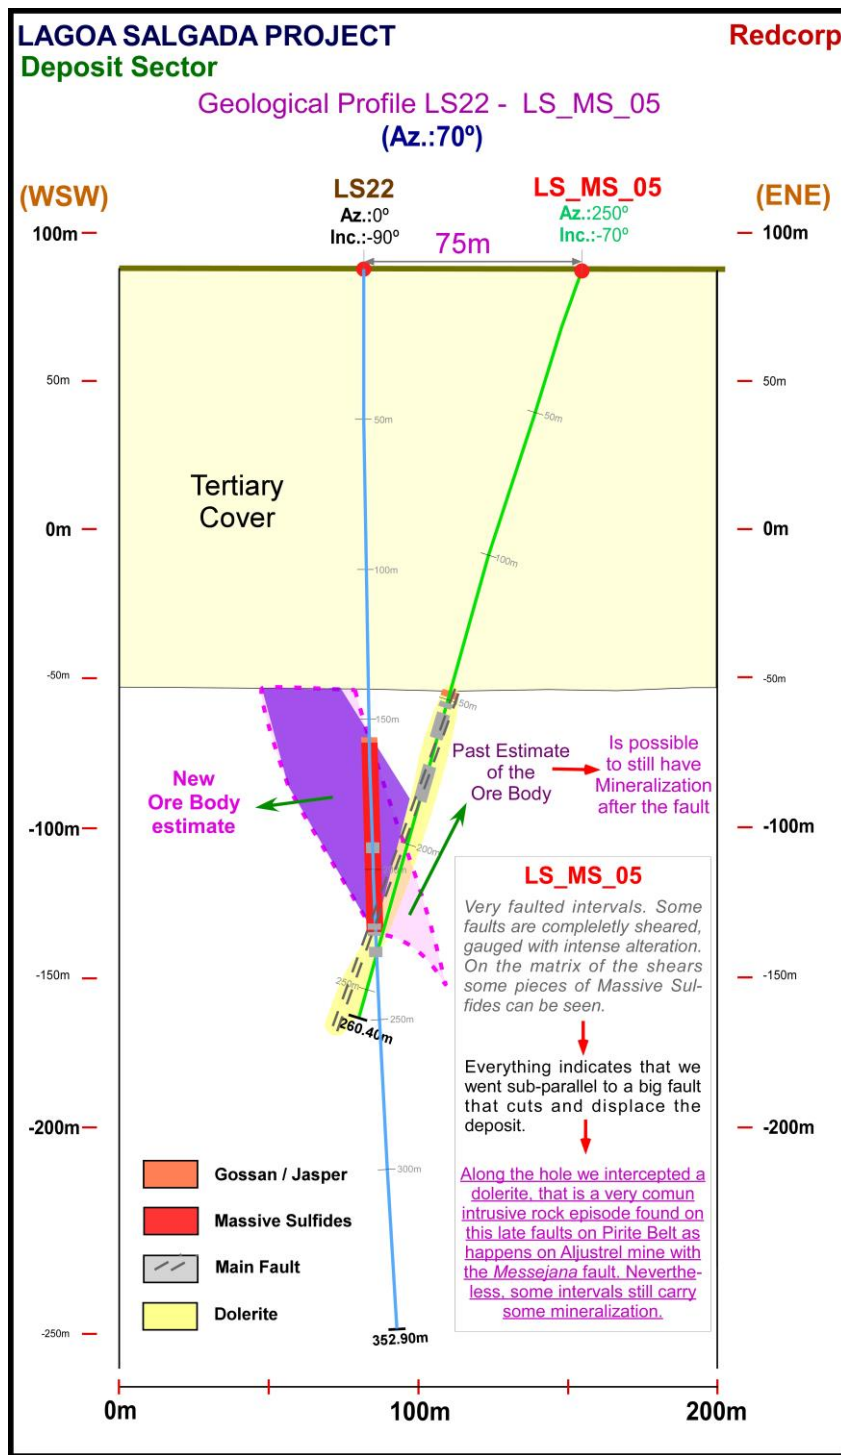 LAGOA SALGADA PROJECT
Redcorp
Deposit Sector
Geological Profile LS22 - LS_MS_05
(Az.:70º)
(WSW)
LS22
Az.:0º
Inc.:-90º
LS_MS_05
Az.:250º
Inc.:-70º
(ENE)
100m
75m
100m
50m
50m
50m
50m
Tertiary
Cover
0m
0m
100m
100m
-50m
-50m
150m
50m
New
Ore Body
estimate
Past Estimate
of the
Ore Body
Is possible
to still have
Mineralization
after the fault
-100m
-100m
200m
LS_MS_05
Very faulted intervals. Some
faults are completetly sheared,
gauged with intense alteration.
On the matrix of the shears
some pieces of Massive Sul-
fides can be seen.
-150m
-150m
250m
260.40m
250m
Everything indicates that we
went sub-parallel to a big fault
that cuts and displace the
deposit.
-200m
-200m
300m
Along the hole we intercepted a
dolerite, that is a very comun
intrusive rock episode found on
this late faults on Pirite Belt as
happens on Aljustrel mine with
the Messejana fault. Neverthe-
less, some intervals still carry
some mineralization.
Gossan / Jasper
Massive Sulfides
Main Fault
Dolerite
-250m
352.90m
-250m
0m
100m
200m